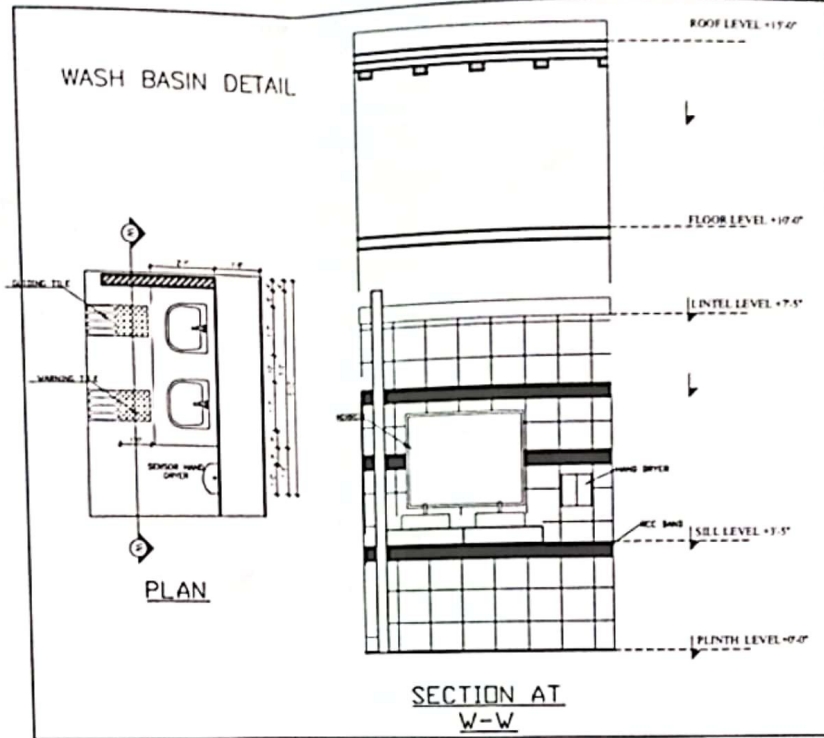 WASH BASIN DETAIL
ROOF LEVEL +15'-0"
FLOOR LEVEL +10'-0"
GUIDING TILE
LINTEL LEVEL +7'-5"
WARNING TILE
SENSOR HAND
DRYER
HAND DRYER
RCC BAND
SILL LEVEL +3'-5"
PLAN
PLINTH LEVEL +0'-0"
SECTION AT
W-W